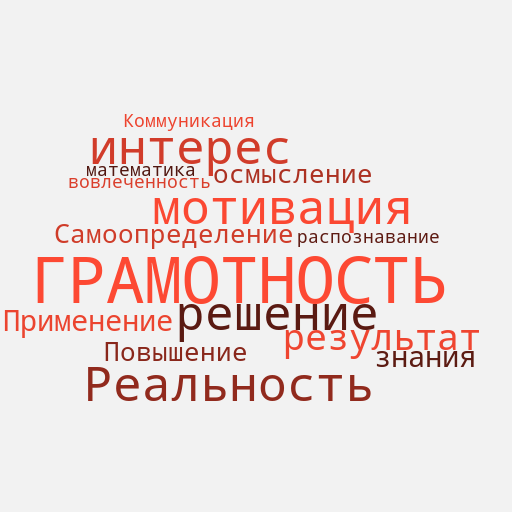 Коммуникация
интерес
математика
осмысление
вовлеченность
мотивация
Самоопределение
распознавание
ГРАМОТНОСТЬ
Применение
решение
результат
Повышение
знания
Реальность